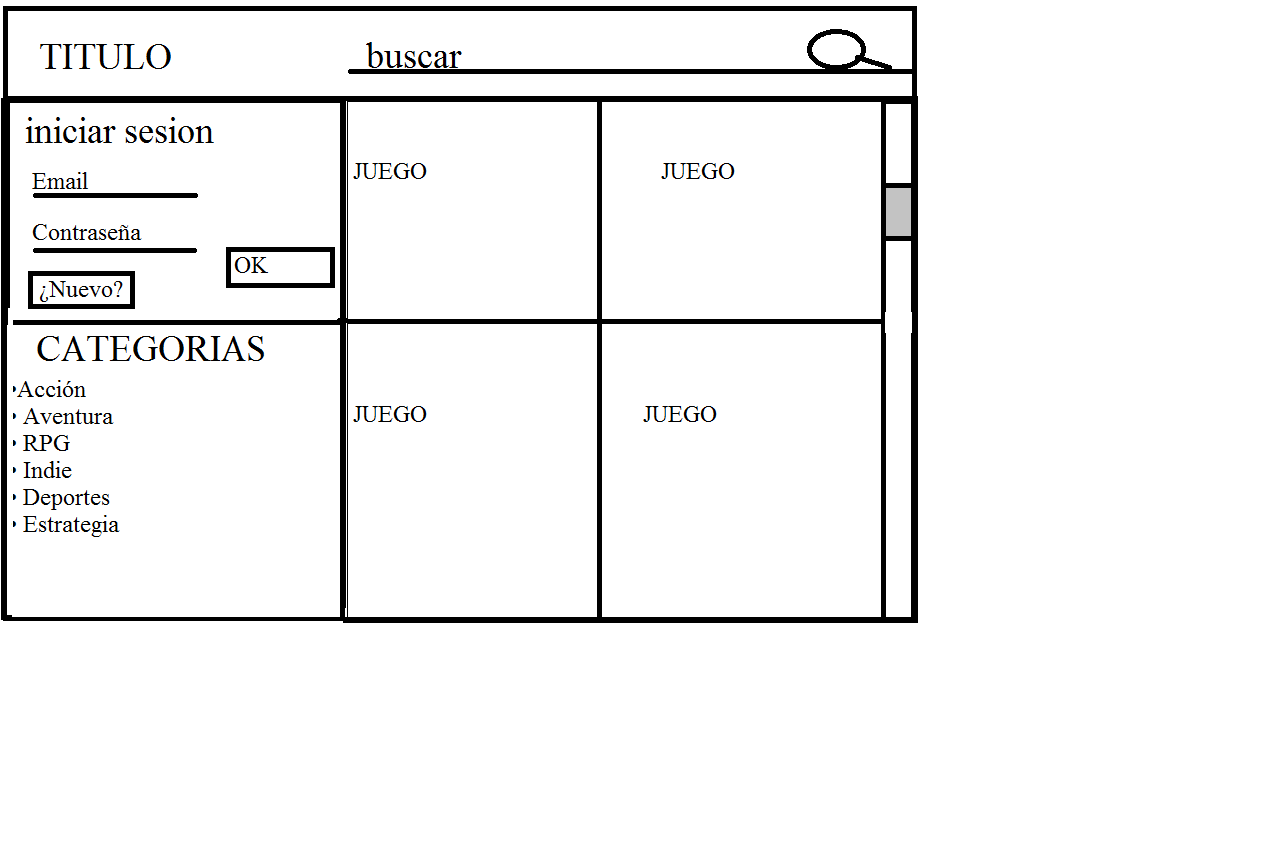 TITULO
buscar
iniciar sesion
Email
Contraseña
OK
¿Nuevo?
CATEGORIAS
·Acción
· Aventura
· RPG
· Indie
· Deportes
· Estrategia
JUEGO
JUEGO
JUEGO
JUEGO